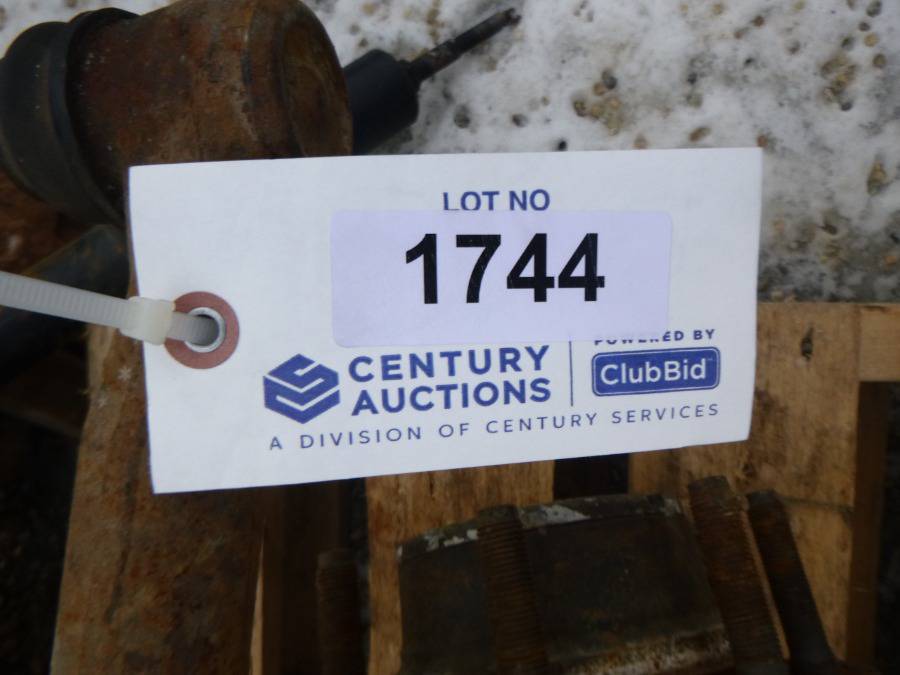 LOT NO
1744
CENTURY
AUCTIONS
POWERED BY
ClubBid
A DIVISION OF CENTURY SERVICES